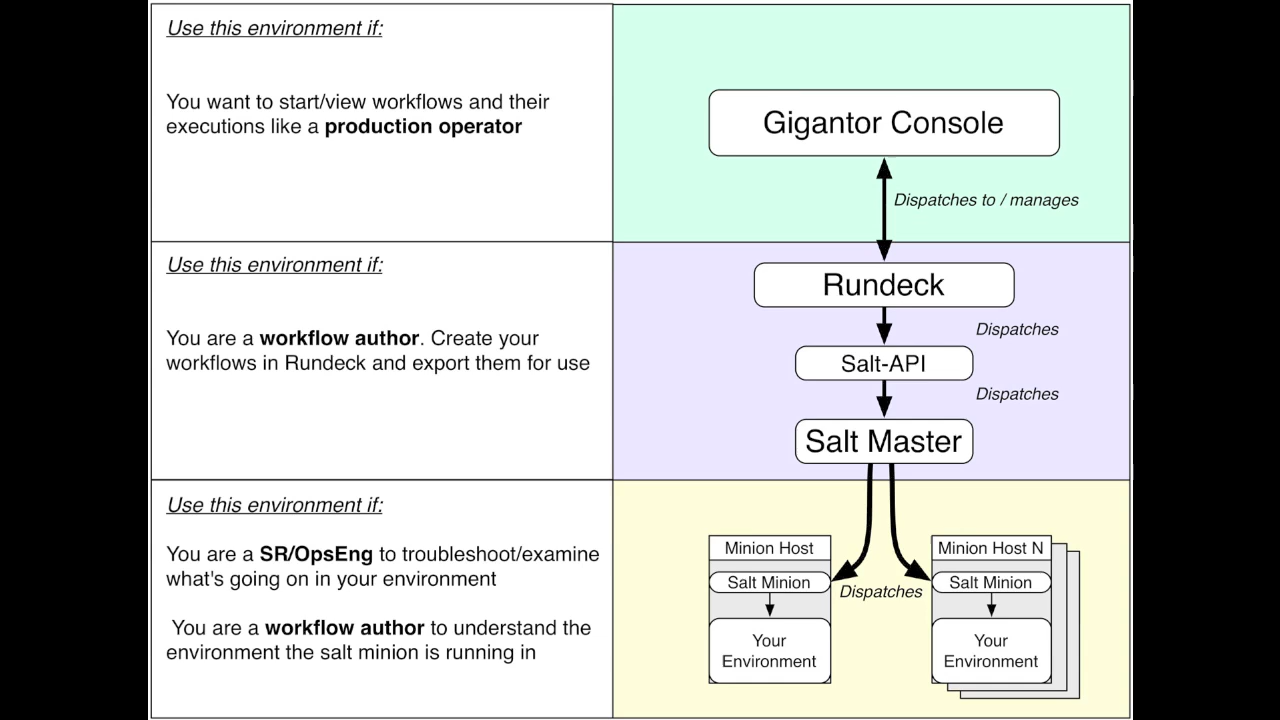 Use this environment if:
You want to start/view workflows and their
executions like a production operator
Gigantor Console
Dispatches to / manages
Use this environment if:
You are a workflow author. Create your
workflows in Rundeck and export them for use
Rundeck
Dispatches
Salt-API
Dispatches
Salt Master
Use this environment if:
You are a SR/OpsEng to troubleshoot/examine
what's going on in your environment
You are a workflow author to understand the
environment the salt minion is running in
Minion Host
Salt Minion
Your
Environment
Dispatches
Minion Host N
Salt Minion
Your
Environment